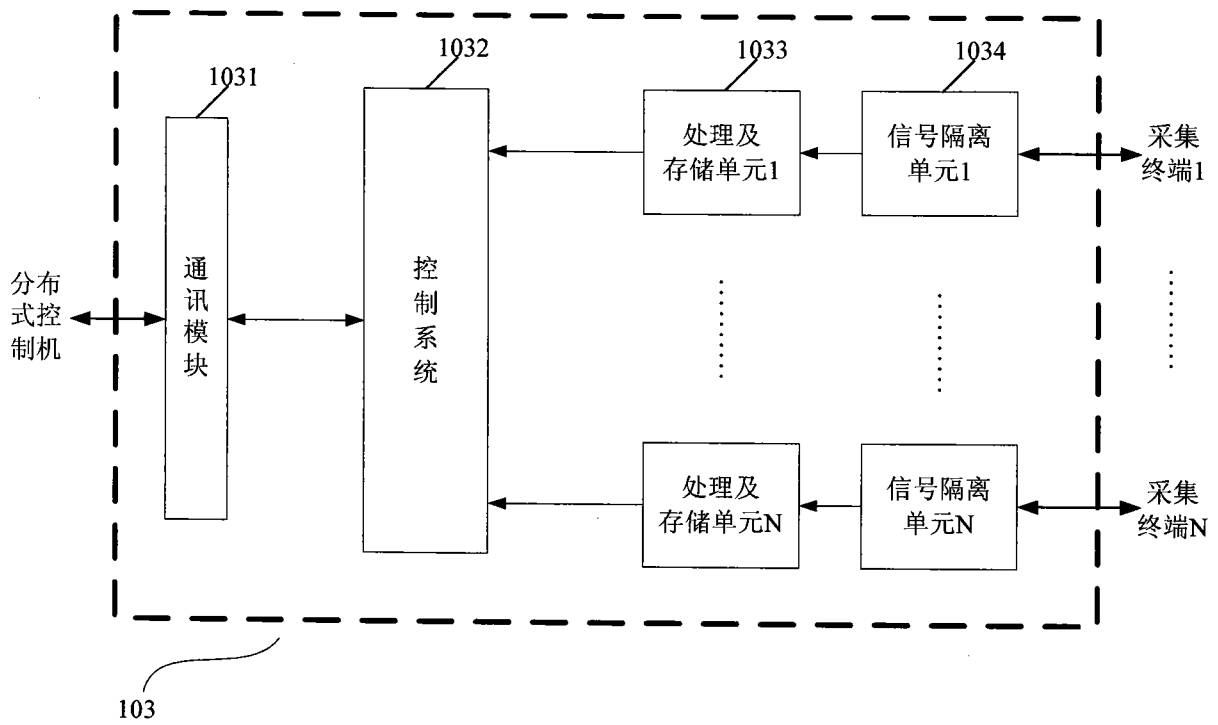 1031
1032
1033
1034
处理及
存储单元1
信号隔离
单元1
采集
终端1
分布
式控
制机
通
讯
模
块
控
制
系
统
处理及
存储单元N
信号隔离
单元N
采集
终端N
103